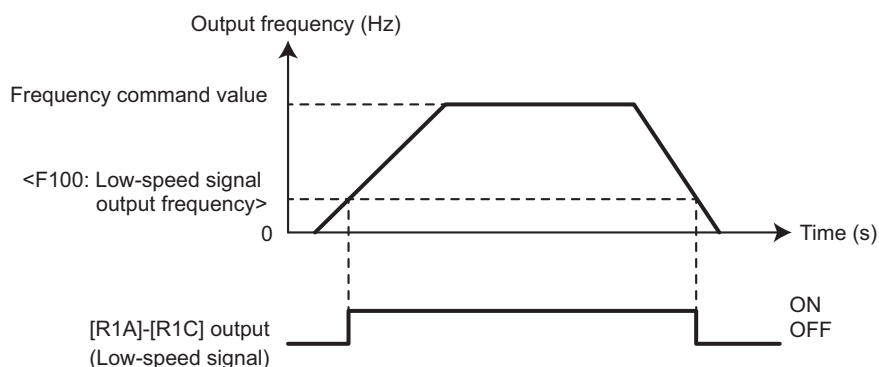 Output frequency (Hz)
Frequency command value
<F100: Low-speed signal
output frequency>
0
Time (s)
[R1A]-[R1C] output
(Low-speed signal)
ON
OFF